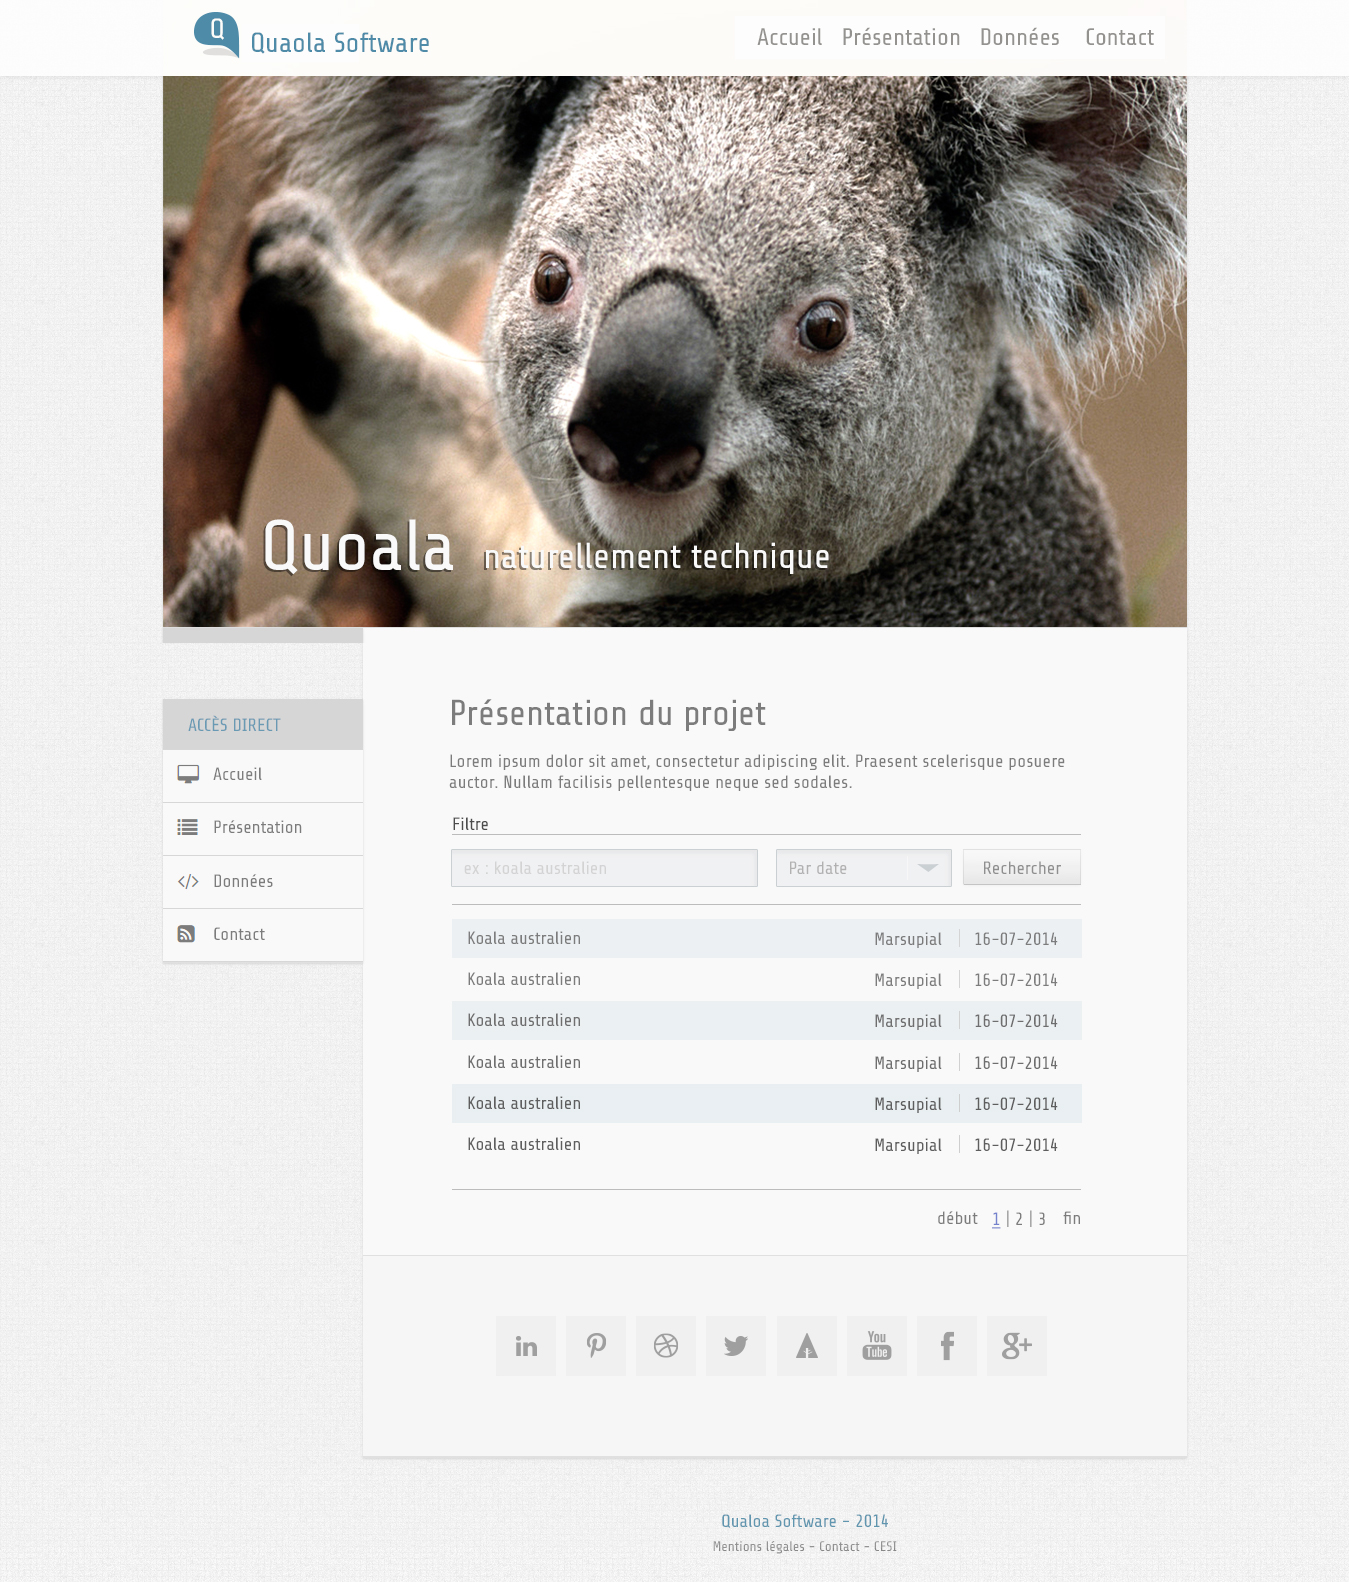 Q Quaola Software
Accueil Présentation Données Contact
Quoala naturellement technique
ACCÈS DIRECT
Accueil
Présentation
Données
Contact
Présentation du projet
Lorem ipsum dolor sit amet, consectetur adipiscing elit. Praesent scelerisque posuere
auctor. Nullam facilisis pellentesque neque sed sodales.
Filtre
ex : koala australien Par date Rechercher
Koala australien Marsupial 16-07-2014
Koala australien Marsupial 16-07-2014
Koala australien Marsupial 16-07-2014
Koala australien Marsupial 16-07-2014
Koala australien Marsupial 16-07-2014
Koala australien Marsupial 16-07-2014
début 1 | 2 | 3 fin
in You Tube f g+
Qualoa Software - 2014
Mentions légales - Contact - CESI